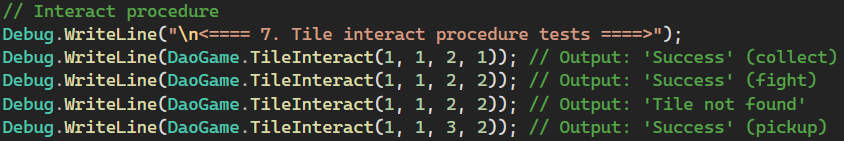 // Interact procedure
Debug.WriteLine("\n<==== 7. Tile interact procedure tests ====>");
Debug.WriteLine(DaoGame.TileInteract(1, 1, 2, 1)); // Output: 'Success' (collect)
Debug.WriteLine(DaoGame.TileInteract(1, 1, 2, 2)); // Output: 'Success' (fight)
Debug.WriteLine(DaoGame.TileInteract(1, 1, 2, 2)); // Output: 'Tile not found'
Debug.WriteLine(DaoGame.TileInteract(1, 1, 3, 2)); // Output: 'Success' (pickup)